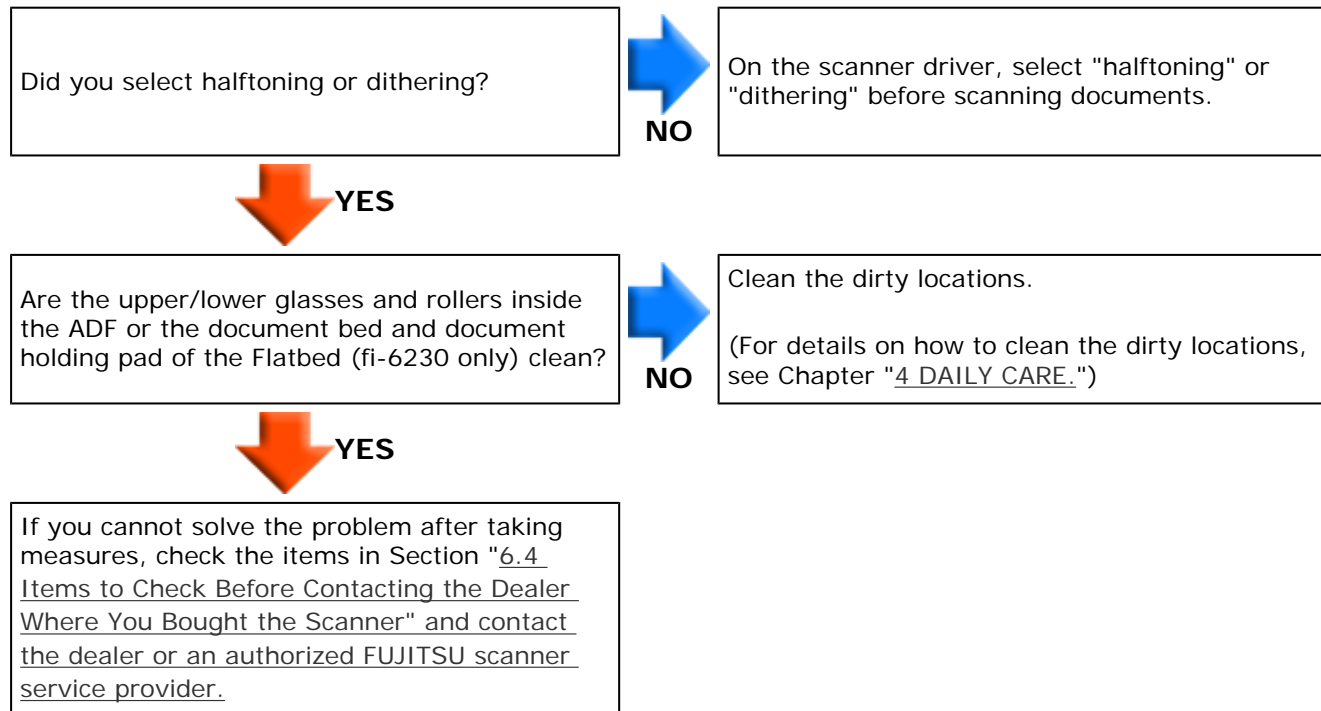 Did you select halftoning or dithering?
NO
On the scanner driver, select "halftoning" or
"dithering" before scanning documents.
YES
Are the upper/lower glasses and rollers inside
the ADF or the document bed and document
holding pad of the Flatbed (fi-6230 only) clean?
NO
Clean the dirty locations.
(For details on how to clean the dirty locations,
see Chapter "4 DAILY CARE.")
YES
If you cannot solve the problem after taking
measures, check the items in Section "6.4
Items to Check Before Contacting the Dealer
Where You Bought the Scanner" and contact
the dealer or an authorized FUJITSU scanner
service provider.